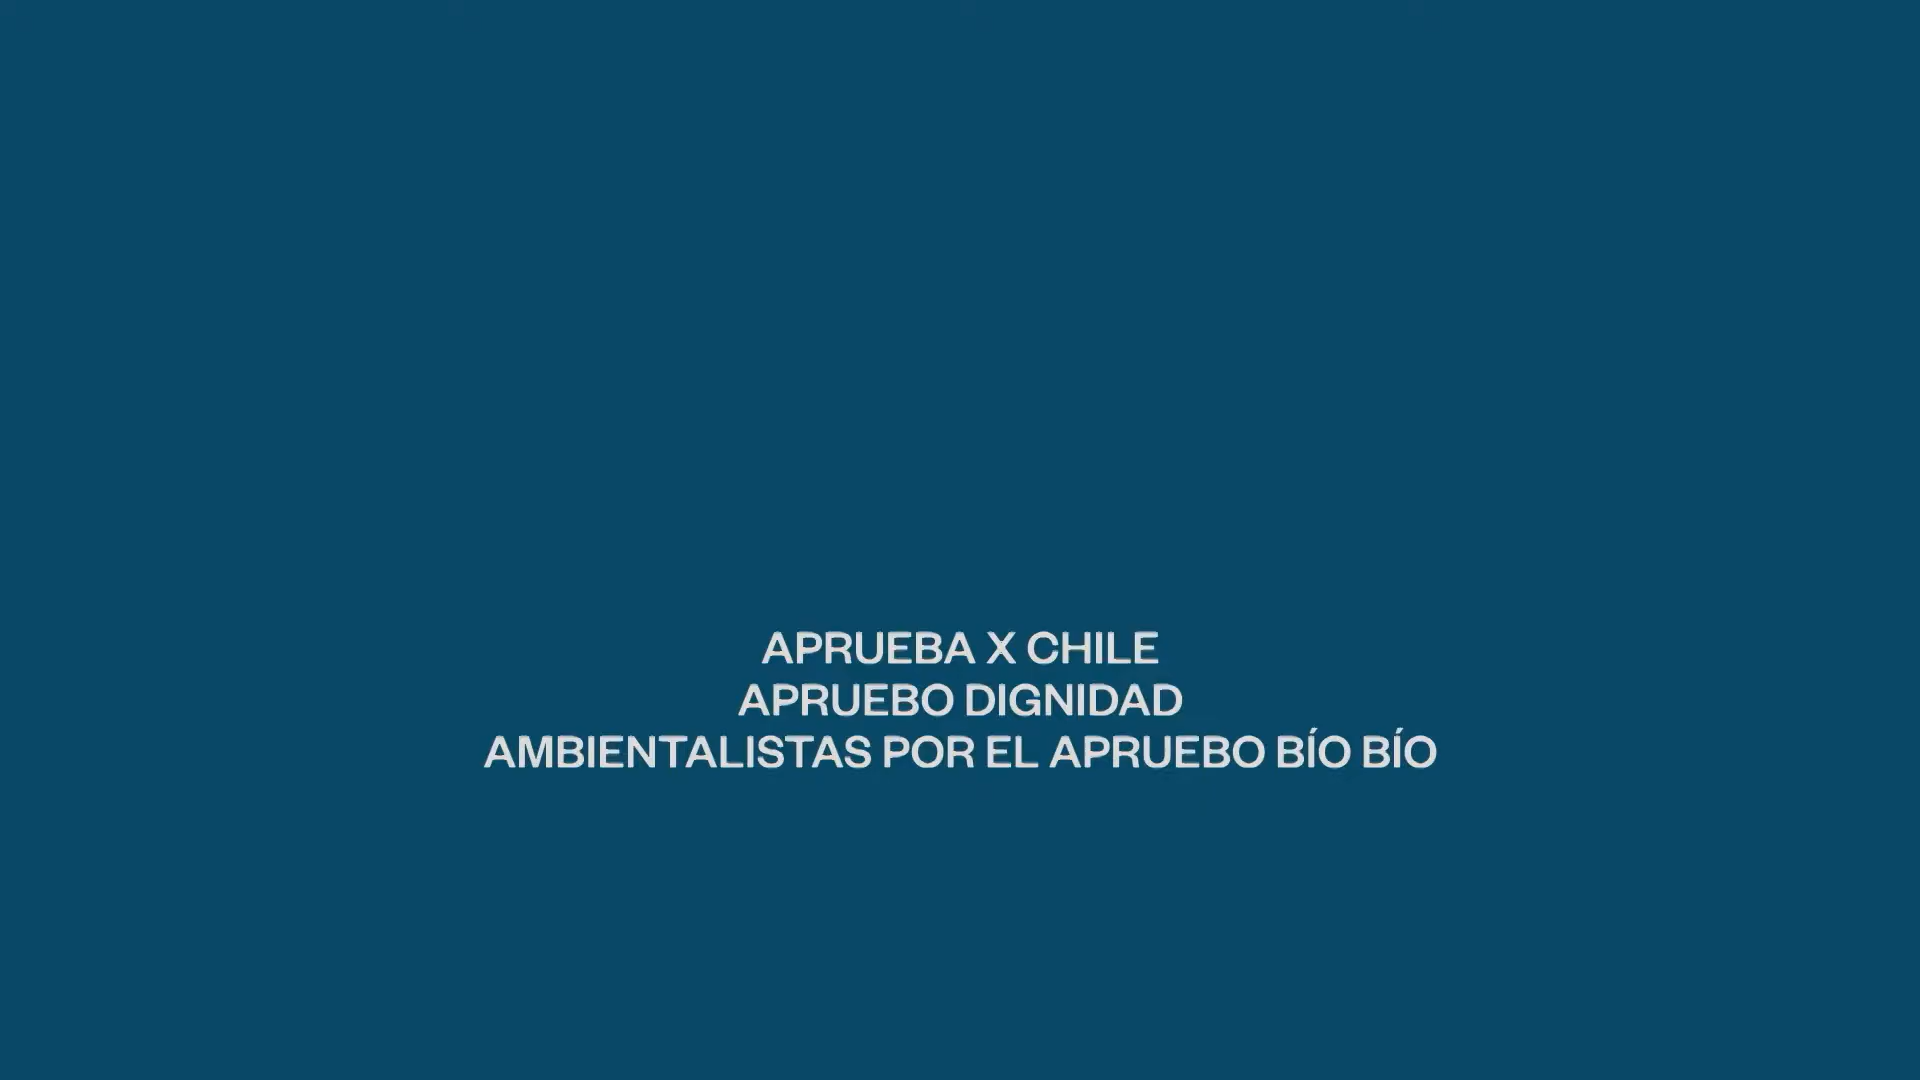 APRUEBA X CHILE
APRUEBO DIGNIDAD
AMBIENTALISTAS POR EL APRUEBO BÍO BÍO